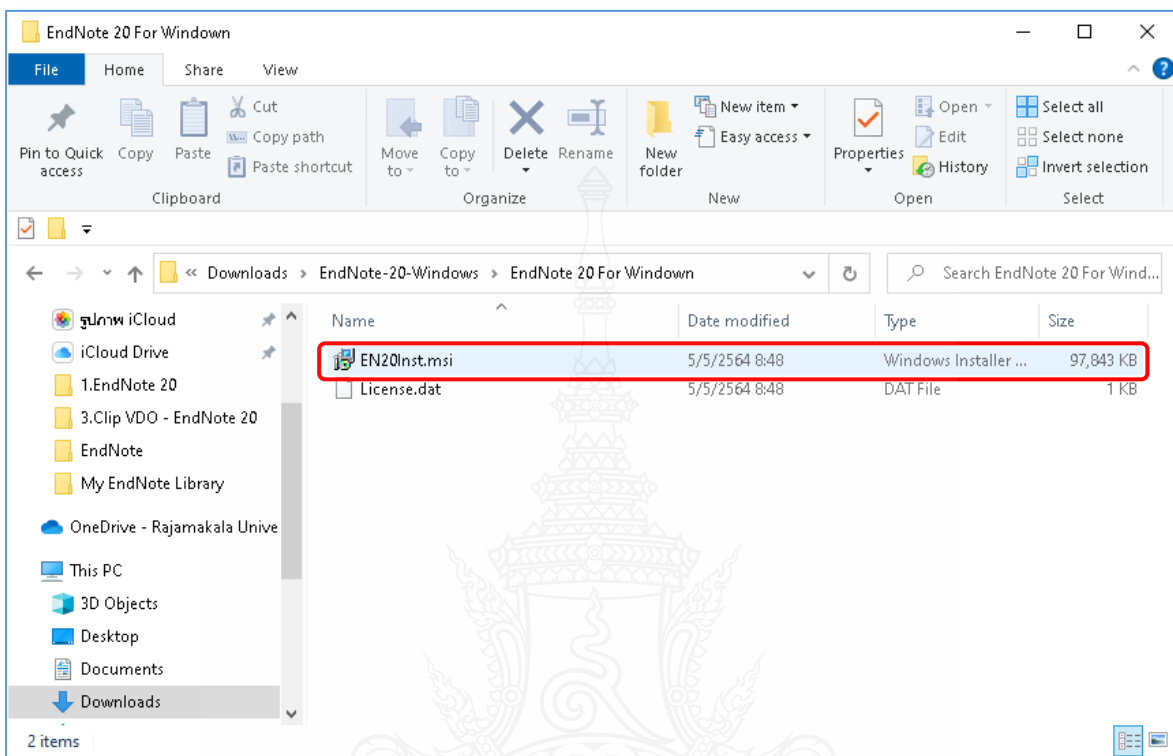 EndNote 20 For Windown
File Home Share View
Pin to Quick access
Copy
Paste
Cut
Copy path
Paste shortcut
Clipboard
Move to
Copy to
Delete
Rename
Organize
New folder
New item
Easy access
New
Properties
Open
Edit
History
Open
Select all
Select none
Invert selection
Select
« Downloads › EndNote-20-Windows › EndNote 20 For Windown
Search EndNote 20 For Wind...
รูปภาพ iCloud
iCloud Drive
1.EndNote 20
3.Clip VDO - EndNote 20
EndNote
My EndNote Library
OneDrive - Rajamakala Unive
This PC
3D Objects
Desktop
Documents
Downloads
Name Date modified Type Size
EN20Inst.msi 5/5/2564 8:48 Windows Installer ... 97,843 KB
License.dat 5/5/2564 8:48 DAT File 1 KB
2 items